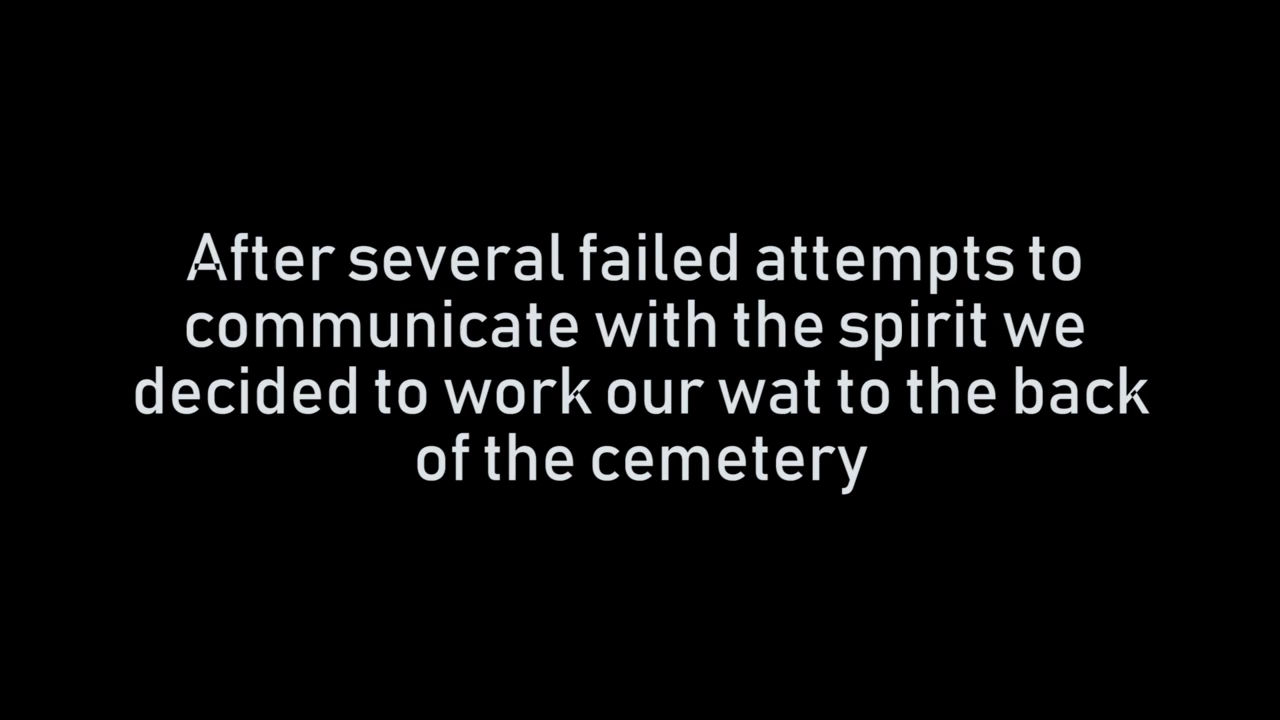 After several failed attempts to
communicate with the spirit we
decided to work our wat to the back
of the cemetery